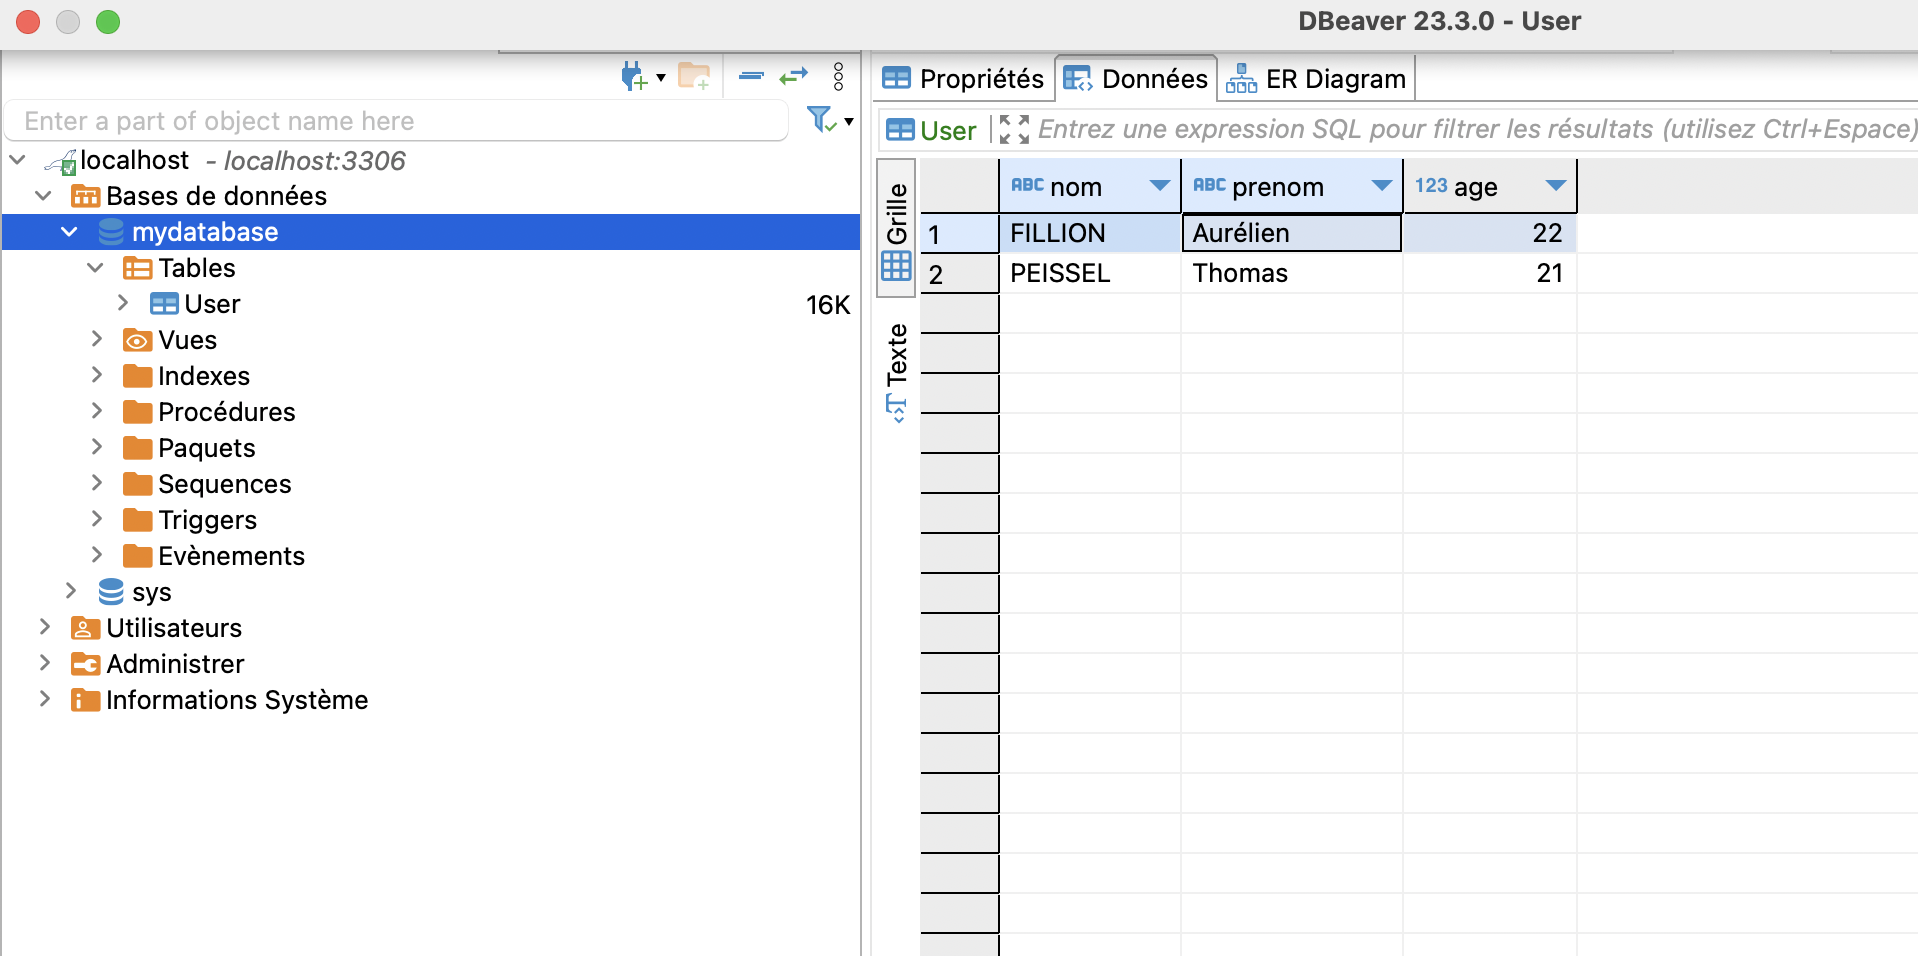 DBeaver 23.3.0 - User
Enter a part of object name here
localhost - localhost:3306
Bases de données
mydatabase
Tables
User 16K
Vues
Indexes
Procédures
Paquets
Sequences
Triggers
Evènements
sys
Utilisateurs
Administrer
Informations Système
Propriétés Données ER Diagram
User Entrez une expression SQL pour filtrer les résultats (utilisez Ctrl+Espace)
Grille
Texte
ABC nom ABC prenom 123 age
1 FILLION Aurélien 22
2 PEISSEL Thomas 21